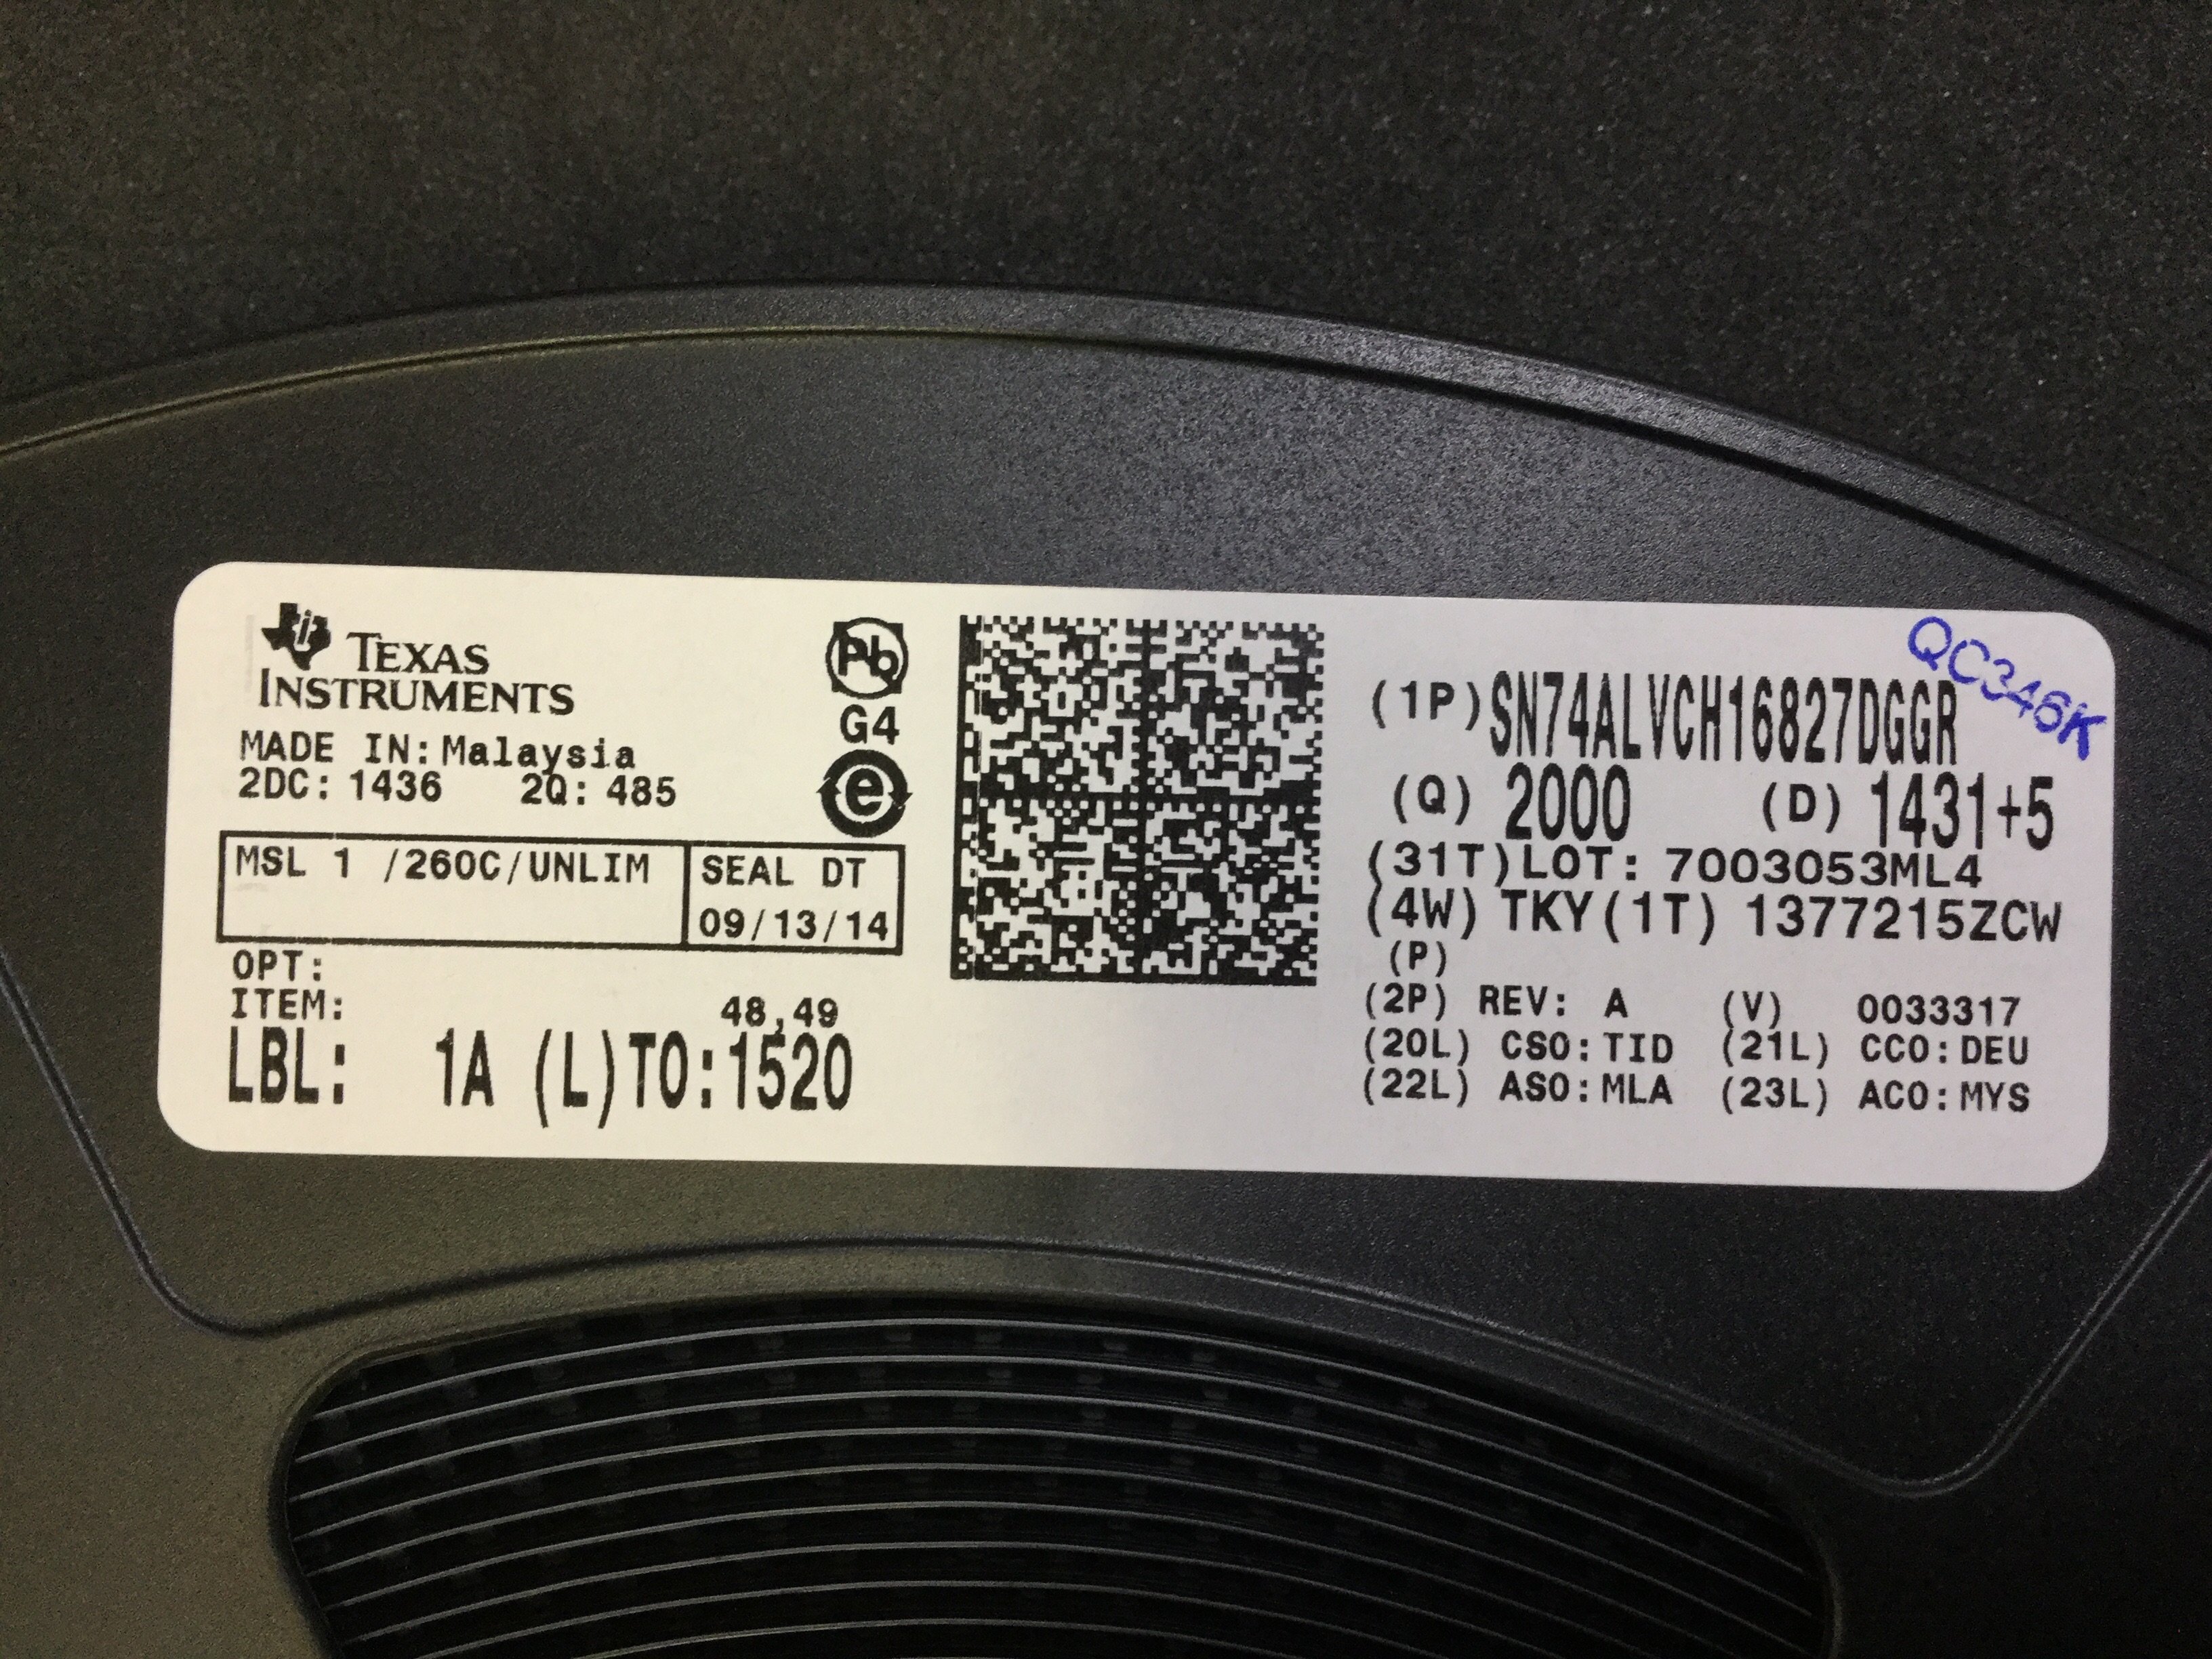 TEXAS
INSTRUMENTS
MADE IN: Malaysia
2DC: 1436 2Q: 485
MSL 1 /260C/UNLIM
SEAL DT
09/13/14
OPT:
ITEM:
48,49
LBL: 1A (L)TO:1520
Pb
G4
e
QC346K
(1P)SN74ALVCH16827DGGR
(Q) 2000 (D) 1431+5
(31T)LOT: 7003053ML4
(4W) TKY(1T) 1377215ZCW
(P)
(2P) REV: A (V) 0033317
(20L) CSO:TID (21L) CCO:DEU
(22L) ASO:MLA (23L) ACO:MYS